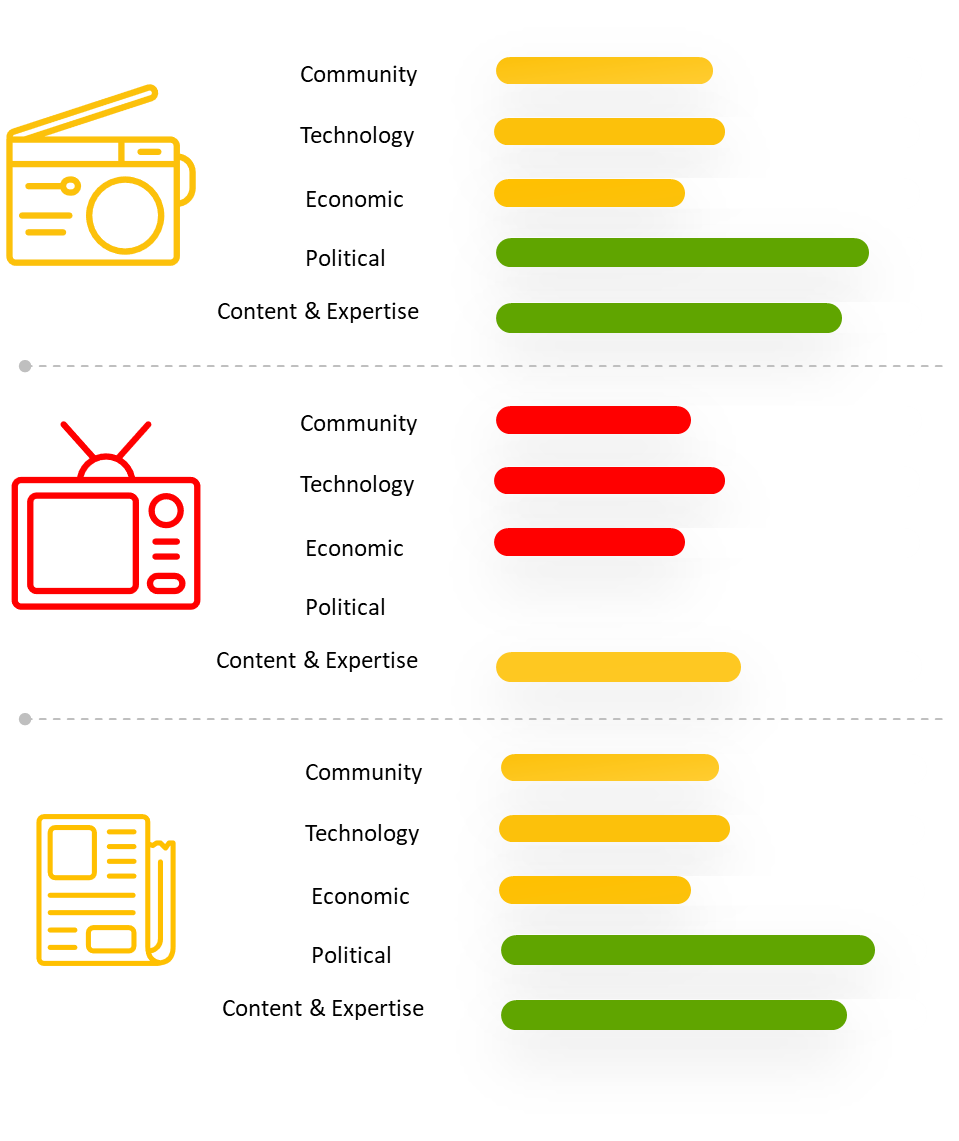 Community
Technology
Economic
Political
Content & Expertise
Community
Technology
Economic
Political
Content & Expertise
Community
Technology
Economic
Political
Content & Expertise